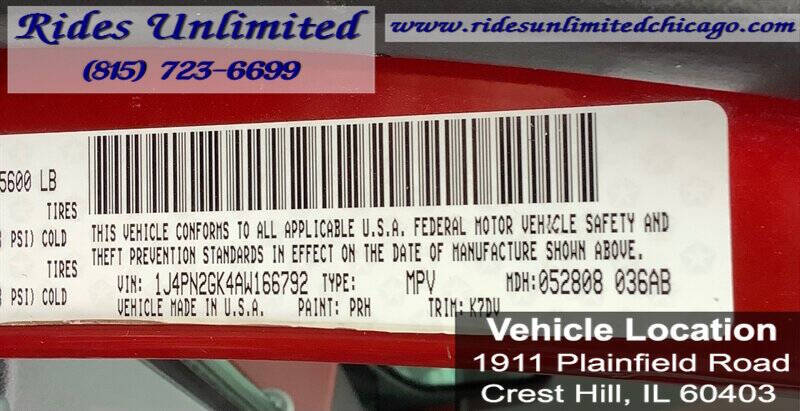 Rides Unlimited
(815) 723-6699
www.ridesunlimitedchicago.com
5600 LB
TIRES
PSI) COLD
TIRES
PSI) COLD
THIS VEHICLE CONFORMS TO ALL APPLICABLE U.S.A. FEDERAL MOTOR VEHICLE SAFETY AND
THEFT PREVENTION STANDARDS IN EFFECT ON THE DATE OF MANUFACTURE SHOWN ABOVE.
VIN: 1J4PN2GK4AW166792 TYPE: MPV MDH: 052808 036AB
VEHICLE MADE IN U.S.A. PAINT: PRH TRIM: K7DV
Vehicle Location
1911 Plainfield Road
Crest Hill, IL 60403